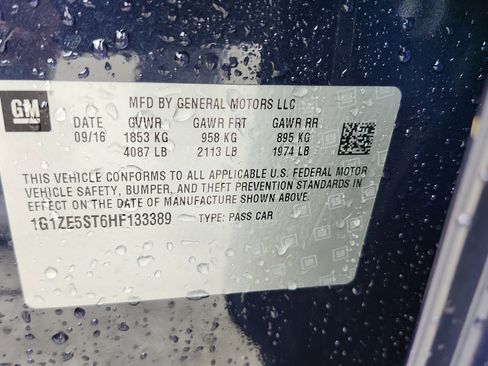 GM
MFD BY GENERAL MOTORS LLC
DATE GVWR GAWR FRT GAWR RR
09/16 1853 KG 958 KG 895 KG
4087 LB 2113 LB 1974 LB
THIS VEHICLE CONFORMS TO ALL APPLICABLE U.S. FEDERAL MOTOR
VEHICLE SAFETY, BUMPER, AND THEFT PREVENTION STANDARDS IN
EFFECT ON THE DATE OF MANUFACTURE SHOWN ABOVE.
1G1ZE5ST6HF133389 TYPE: PASS CAR